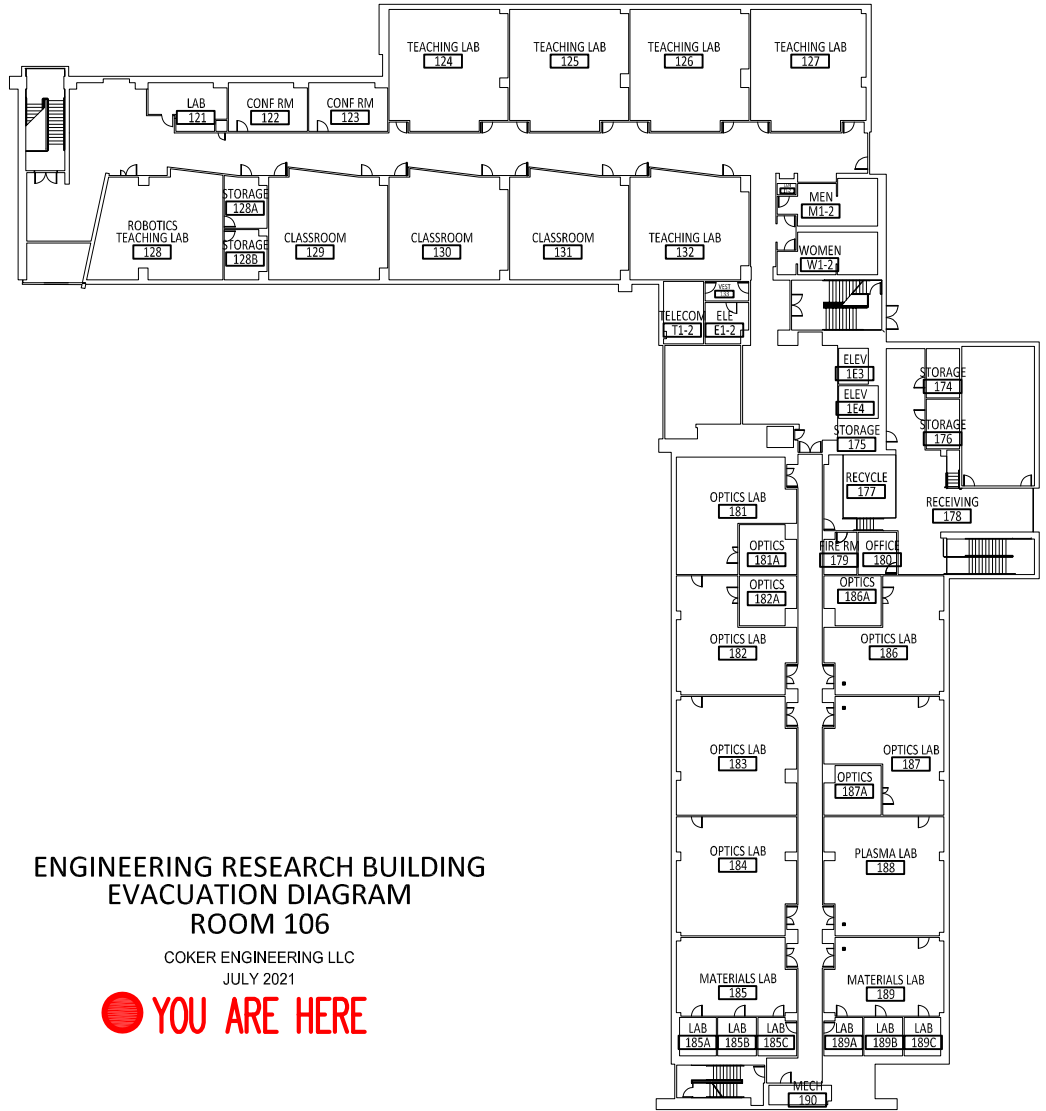 TEACHING LAB
124
TEACHING LAB
125
TEACHING LAB
126
TEACHING LAB
127
LAB
121
CONF RM
122
CONF RM
123
STORAGE
128A
ROBOTICS
TEACHING LAB
128
STORAGE
128B
CLASSROOM
129
CLASSROOM
130
CLASSROOM
131
TEACHING LAB
132
MEN
M1-2
WOMEN
W1-2
VEST
TELECOM
T1-2
ELE
E1-2
ELEV
1E3
ELEV
1E4
STORAGE
174
STORAGE
175
STORAGE
176
RECYCLE
177
RECEIVING
178
OPTICS LAB
181
OPTICS
181A
FIRE RM
179
OFFICE
180
OPTICS
182A
OPTICS
186A
OPTICS LAB
182
OPTICS LAB
186
OPTICS LAB
183
OPTICS LAB
187
OPTICS
187A
OPTICS LAB
184
PLASMA LAB
188
MATERIALS LAB
185
MATERIALS LAB
189
LAB
185A
LAB
185B
LAB
185C
LAB
189A
LAB
189B
LAB
189C
MECH
190
ENGINEERING RESEARCH BUILDING
EVACUATION DIAGRAM
ROOM 106
COKER ENGINEERING LLC
JULY 2021
YOU ARE HERE